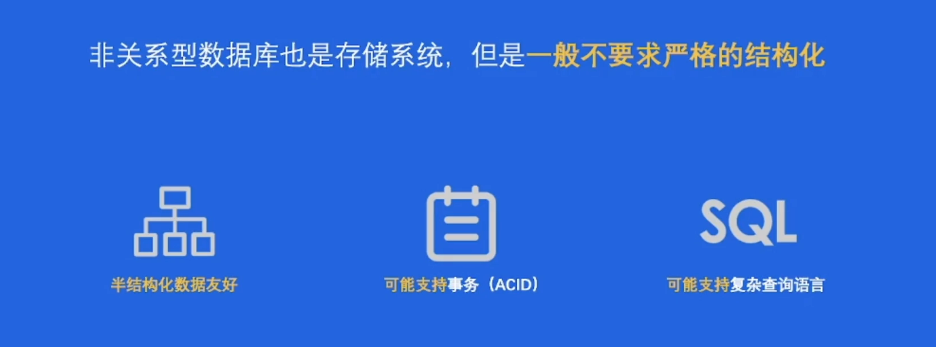 非关系型数据库也是存储系统，但是一般不要求严格的结构化
SQL
半结构化数据友好
可能支持事务（ACID）
可能支持复杂查询语言